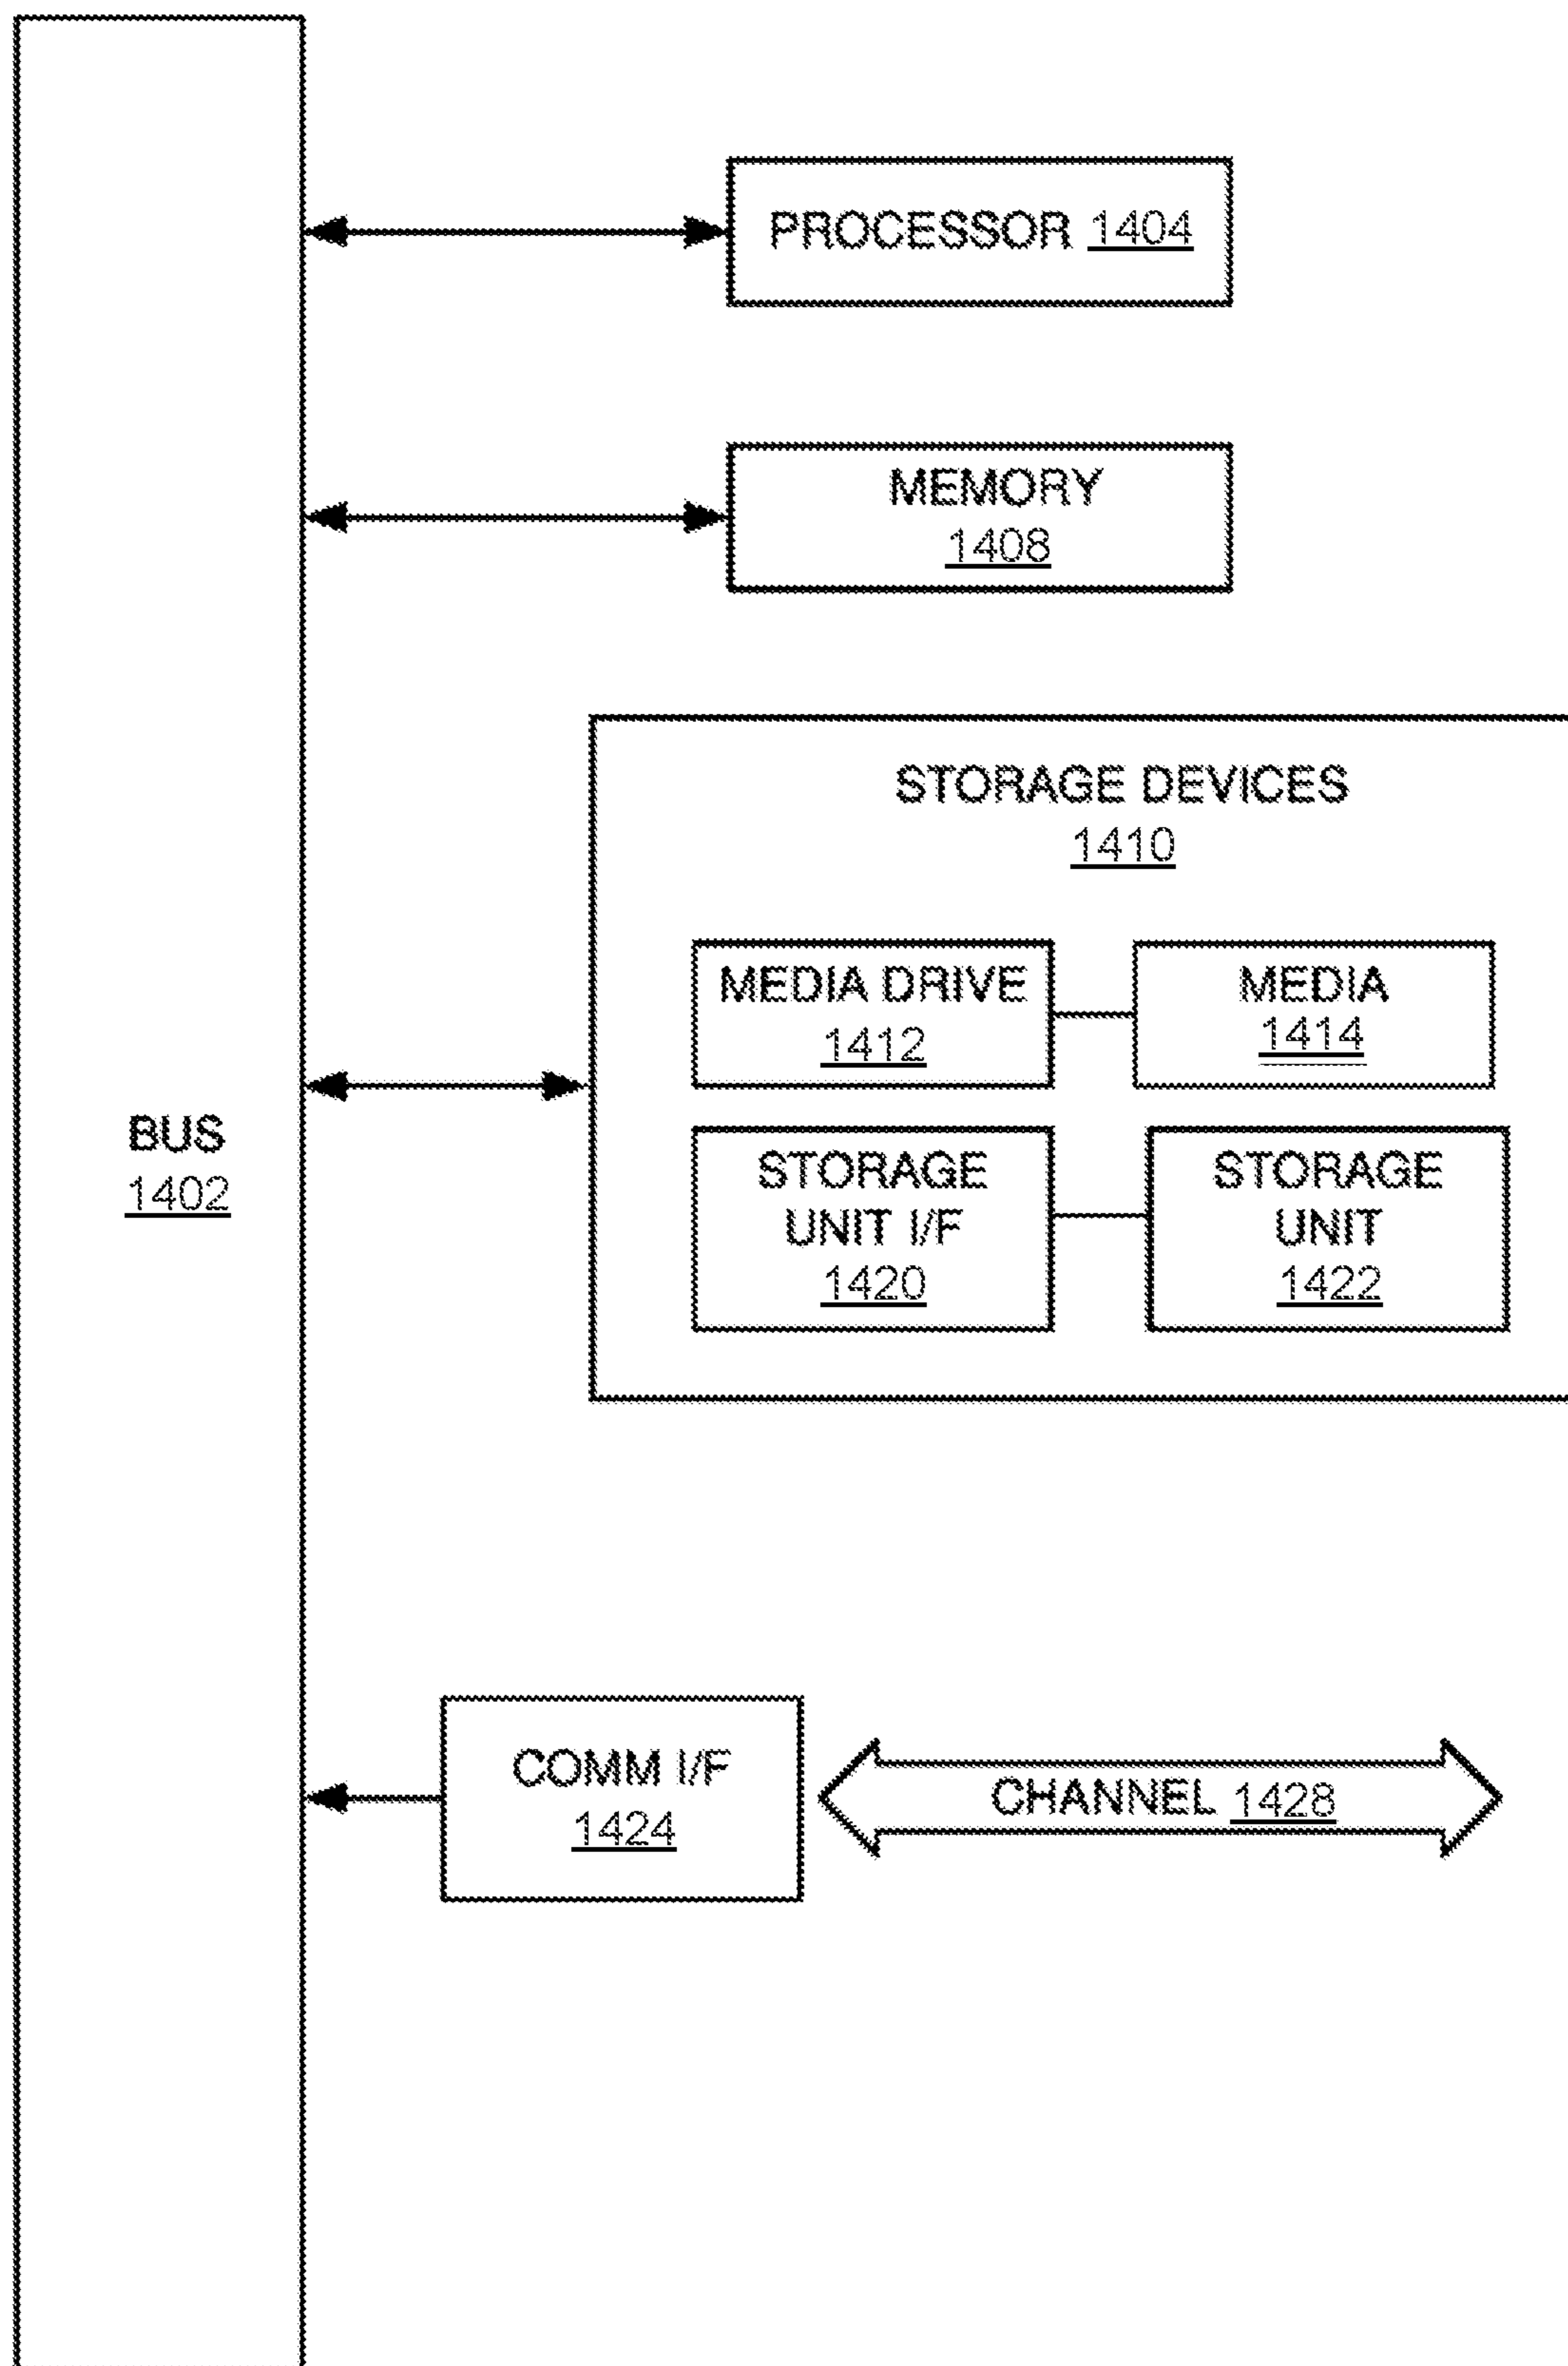 PROCESSOR 1404
MEMORY
1408
STORAGE DEVICES
1410
MEDIA DRIVE
1412
MEDIA
1414
BUS
1402
STORAGE
UNIT I/F
1420
STORAGE
UNIT
1422
COMM I/F
1424
CHANNEL 1428